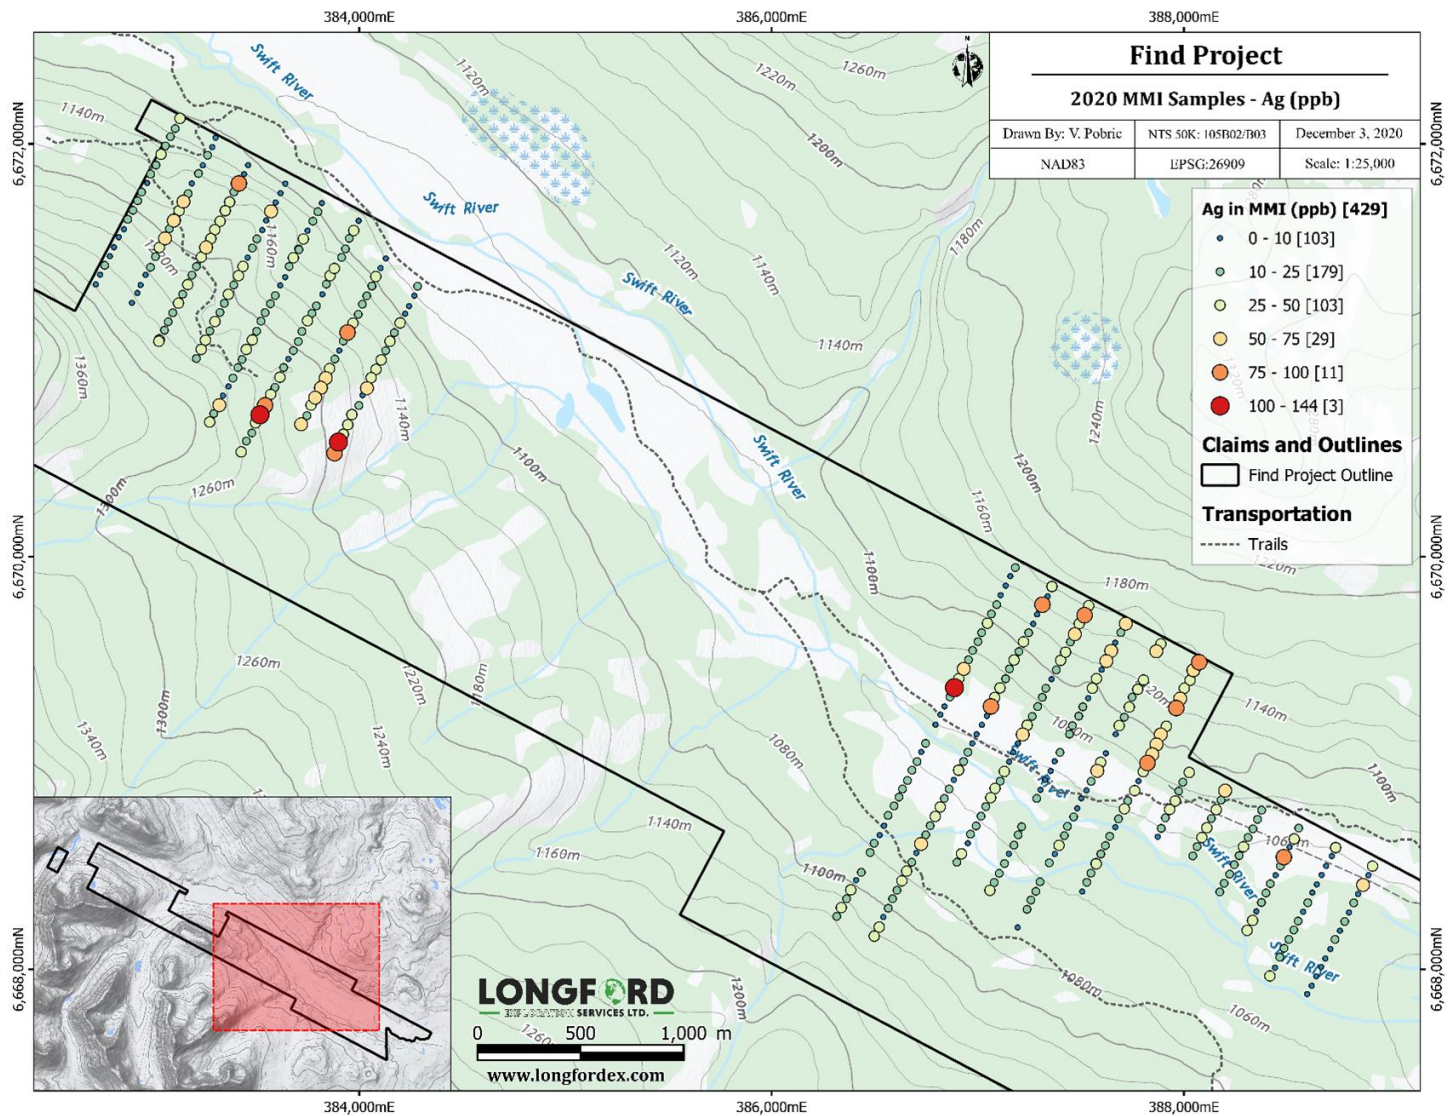 384,000mE
386,000mE
388,000mE
Find Project
2020 MMI Samples - Ag (ppb)
Drawn By: V. Pobric
NTS 50K: 105B02/B03
December 3, 2020
NAD83
EPSG:26909
Scale: 1:25,000
6,672,000mN
6,672,000mN
Swift River
1120m
1220m
1260m
1200m
1140m
Swift River
1180m
1120m
1140m
Swift River
1160m
1140m
1360m
1240m
Ag in MMI (ppb) [429]
0 - 10 [103]
10 - 25 [179]
25 - 50 [103]
50 - 75 [29]
75 - 100 [11]
100 - 144 [3]
Claims and Outlines
Find Project Outline
Transportation
Trails
1140m
1100m
Swift River
1200m
1260m
1300m
1160m
6,670,000mN
6,670,000mN
1100m
1180m
1220m
1260m
1220m
1180m
1300m
1140m
1240m
1340m
1080m
Swift River
1100m
1140m
1160m
1100m
Swift River
Swift River
1080m
1060m
1200m
6,668,000mN
6,668,000mN
LONGFORD
EXPLORATION SERVICES LTD.
0 500 1,000 m
www.longfordex.com
384,000mE
386,000mE
388,000mE